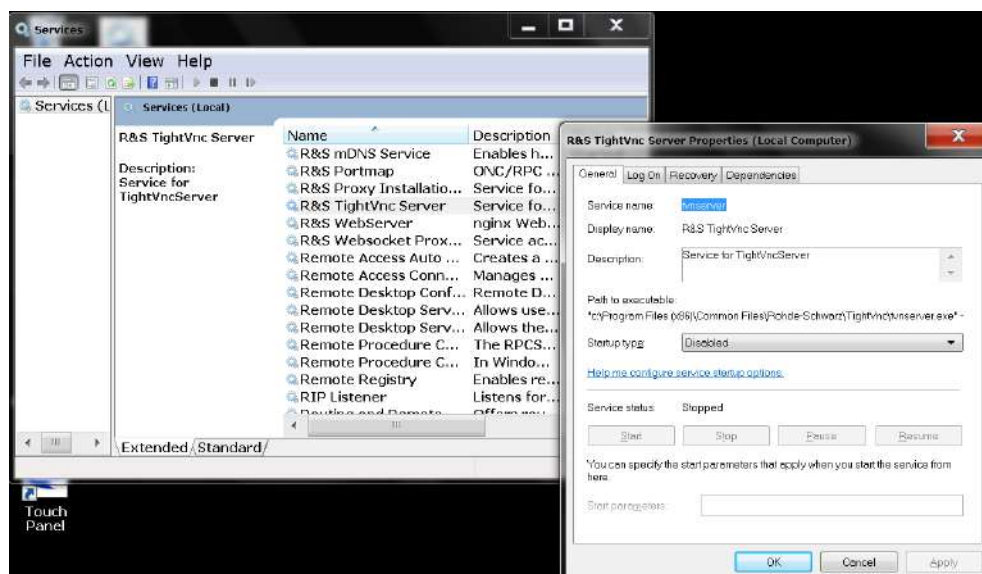 Services
File Action View Help
Services (L
Services (Local)
R&S TightVnc Server
Description:
Service for
TightVncServer
Name Description
R&S mDNS Service Enables h...
R&S Portmap ONC/RPC ...
R&S Proxy Installatio... Service fo...
R&S TightVnc Server Service fo...
R&S WebServer nginx Web...
R&S Websocket Prox... Service ac...
Remote Access Auto ... Creates a ...
Remote Access Conn... Manages ...
Remote Desktop Conf... Remote D...
Remote Desktop Serv... Allows use...
Remote Desktop Serv... Allows the...
Remote Procedure C... The RPCS...
Remote Procedure C... In Windo...
Remote Registry Enables re...
RIP Listener Listens for...
Extended Standard
Touch
Panel
R&S TightVnc Server Properties (Local Computer)
General Log On Recovery Dependencies
Service name: tvnserver
Display name: R&S TightVnc Server
Description: Service for TightVncServer
Path to executable:
"c:\Program Files (x86)\Common Files\Rohde-Schwarz\TightVnc\tvnserver.exe" -
Startup type: Disabled
Help me configure service startup options.
Service status: Stopped
Start Stop Pause Resume
You can specify the start parameters that apply when you start the service from
here.
Start parameters:
OK Cancel Apply